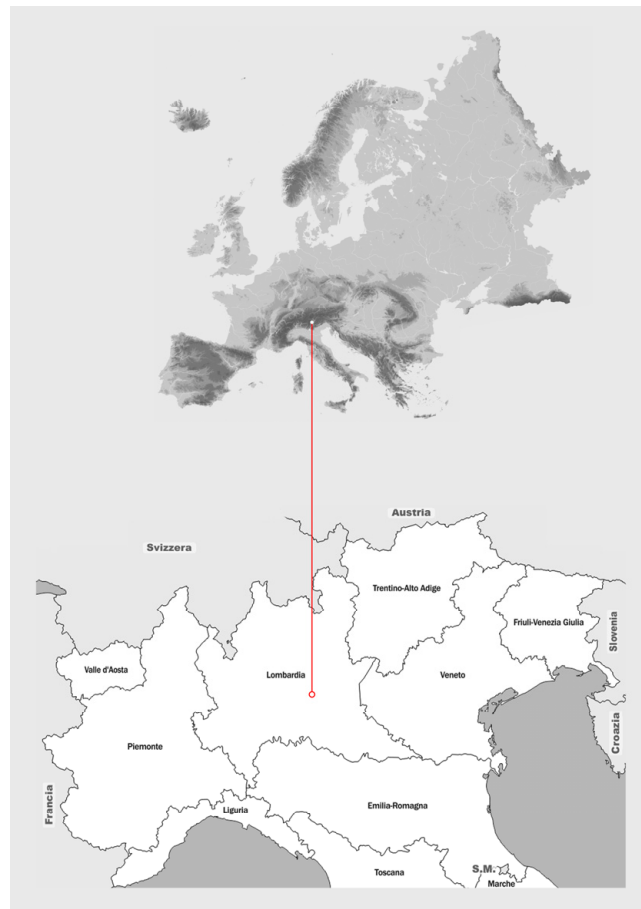 Austria
Svizzera
Trentino-Alto Adige
Friuli-Venezia Giulia
Slovenia
Valle d'Aosta
Lombardia
Veneto
Croazia
Piemonte
Francia
Liguria
Emilia-Romagna
Toscana
S.M.
Marche